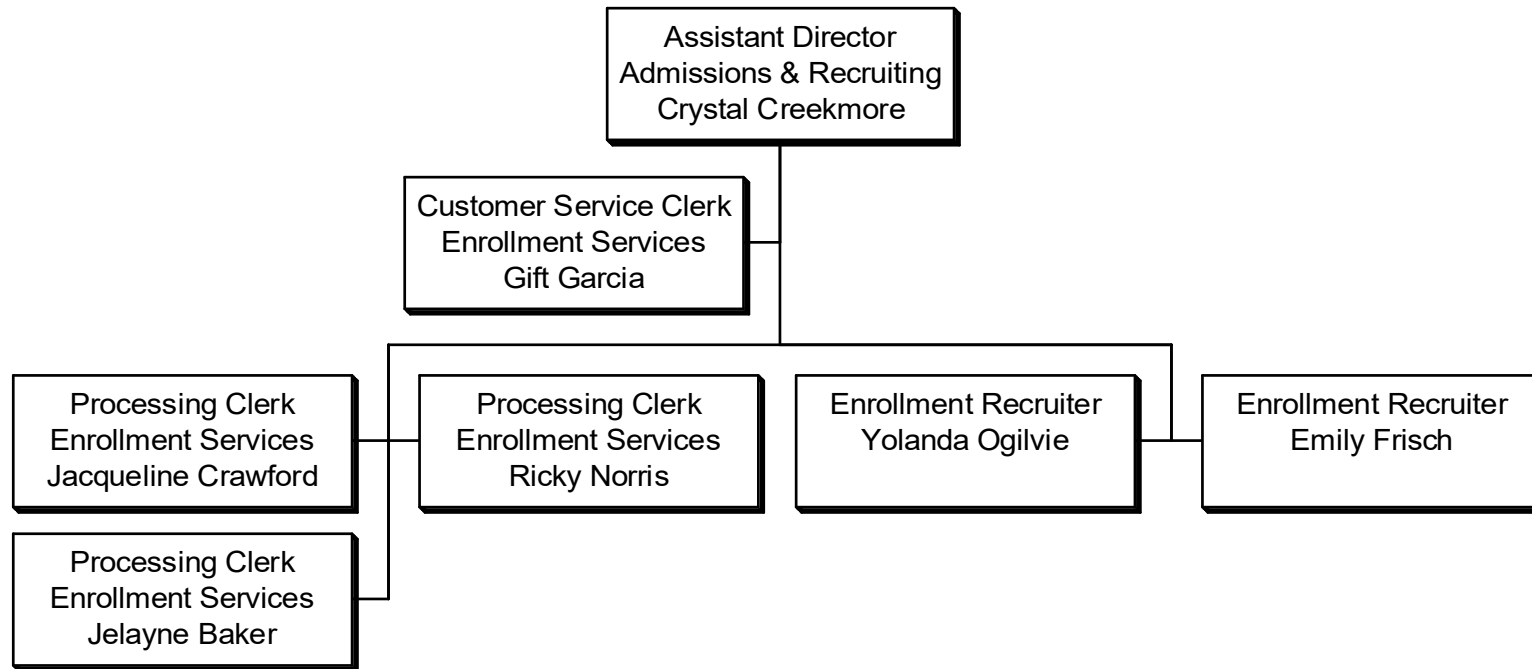 Assistant Director
Admissions & Recruiting
Crystal Creekmore
Customer Service Clerk
Enrollment Services
Gift Garcia
Processing Clerk
Enrollment Services
Jacqueline Crawford
Processing Clerk
Enrollment Services
Ricky Norris
Enrollment Recruiter
Yolanda Ogilvie
Enrollment Recruiter
Emily Frisch
Processing Clerk
Enrollment Services
Jelayne Baker